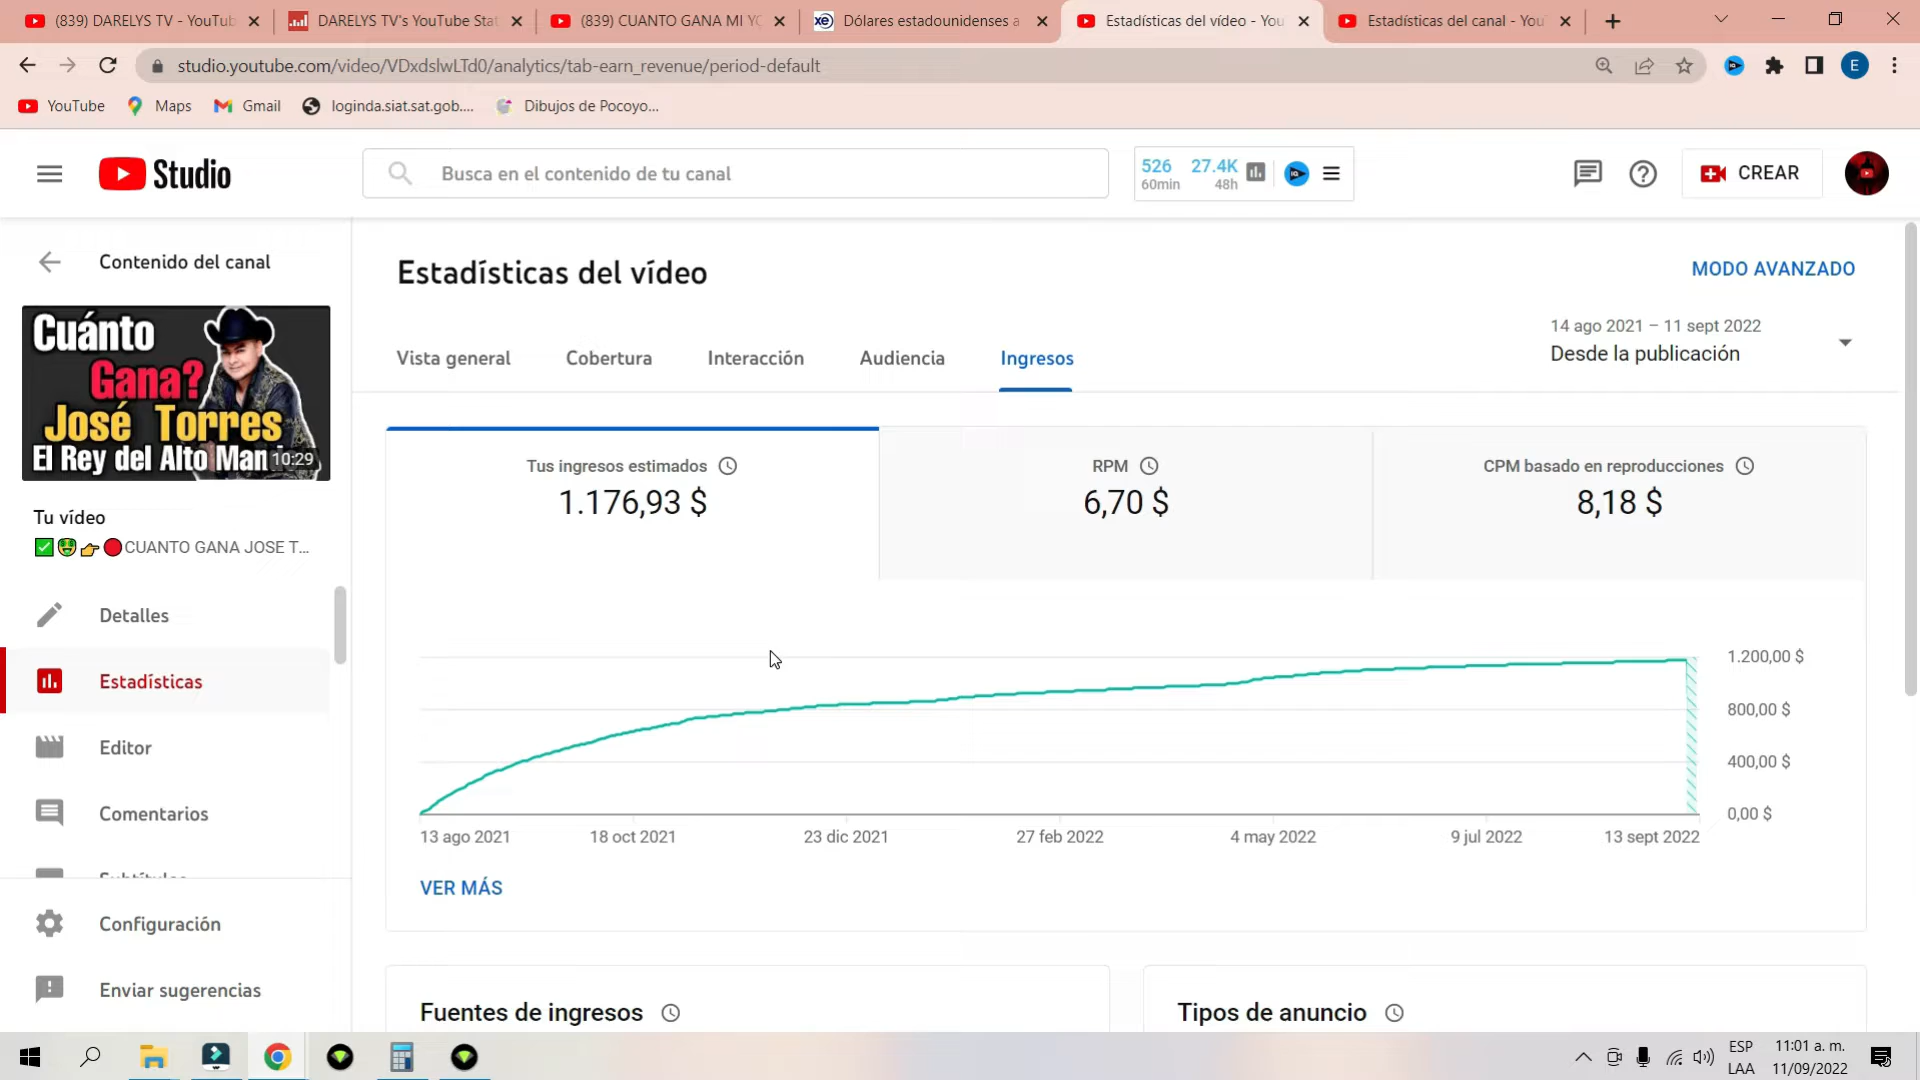 (839) DARELYS TV - YouTub
DARELYS TV's YouTube Stat
(839) CUANTO GANA MI YO
Dólares estadounidenses a
Estadísticas del vídeo - You
Estadísticas del canal - You
studio.youtube.com/video/VDxdslwLTd0/analytics/tab-earn_revenue/period-default
E
YouTube
Maps
Gmail
loginda.siat.sat.gob....
Dibujos de Pocoyo...
Studio
Busca en el contenido de tu canal
526 27.4K
60min 48h
CREAR
Contenido del canal
Cuánto
Gana?
José Torres
El Rey del Alto Man
10:29
Tu vídeo
CUANTO GANA JOSE T...
Detalles
Estadísticas
Editor
Comentarios
Subtítulos
Configuración
Enviar sugerencias
Estadísticas del vídeo
MODO AVANZADO
Vista general
Cobertura
Interacción
Audiencia
Ingresos
14 ago 2021 – 11 sept 2022
Desde la publicación
Tus ingresos estimados
1.176,93 $
RPM
6,70 $
CPM basado en reproducciones
8,18 $
1.200,00 $
800,00 $
400,00 $
0,00 $
13 ago 2021
18 oct 2021
23 dic 2021
27 feb 2022
4 may 2022
9 jul 2022
13 sept 2022
VER MÁS
Fuentes de ingresos
Tipos de anuncio
ESP
LAA
11:01 a. m.
11/09/2022